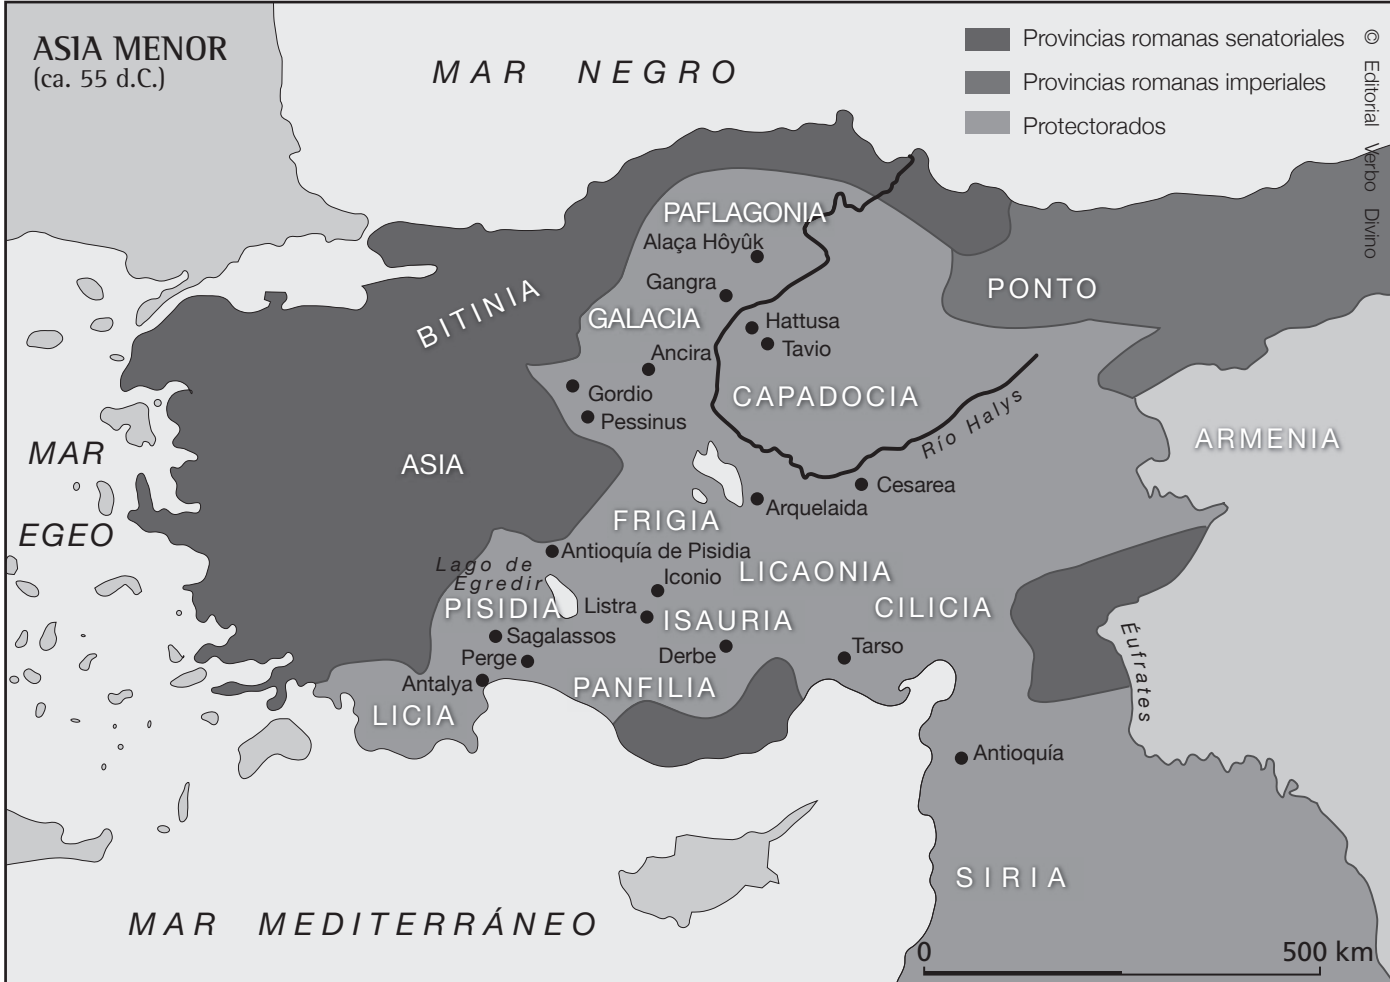 ASIA MENOR
(ca. 55 d.C.)
MAR NEGRO
Provincias romanas senatoriales
Provincias romanas imperiales
Protectorados
© Editorial Verbo Divino
PAFLAGONIA
Alaça Hôyûk
Gangra
BITINIA
GALACIA
PONTO
Hattusa
Tavio
Ancira
Gordio
Pessinus
CAPADOCIA
Río Halys
ARMENIA
MAR
EGEO
ASIA
Cesarea
Arquelaida
FRIGIA
Antioquía de Pisidia
Lago de
Egredir
Iconio
LICAONIA
PISIDIA
Listra
ISAURIA
CILICIA
Sagalassos
Perge
Derbe
Tarso
Antalya
PANFILIA
LICIA
Éufrates
Antioquía
SIRIA
MAR MEDITERRÁNEO
0 500 km